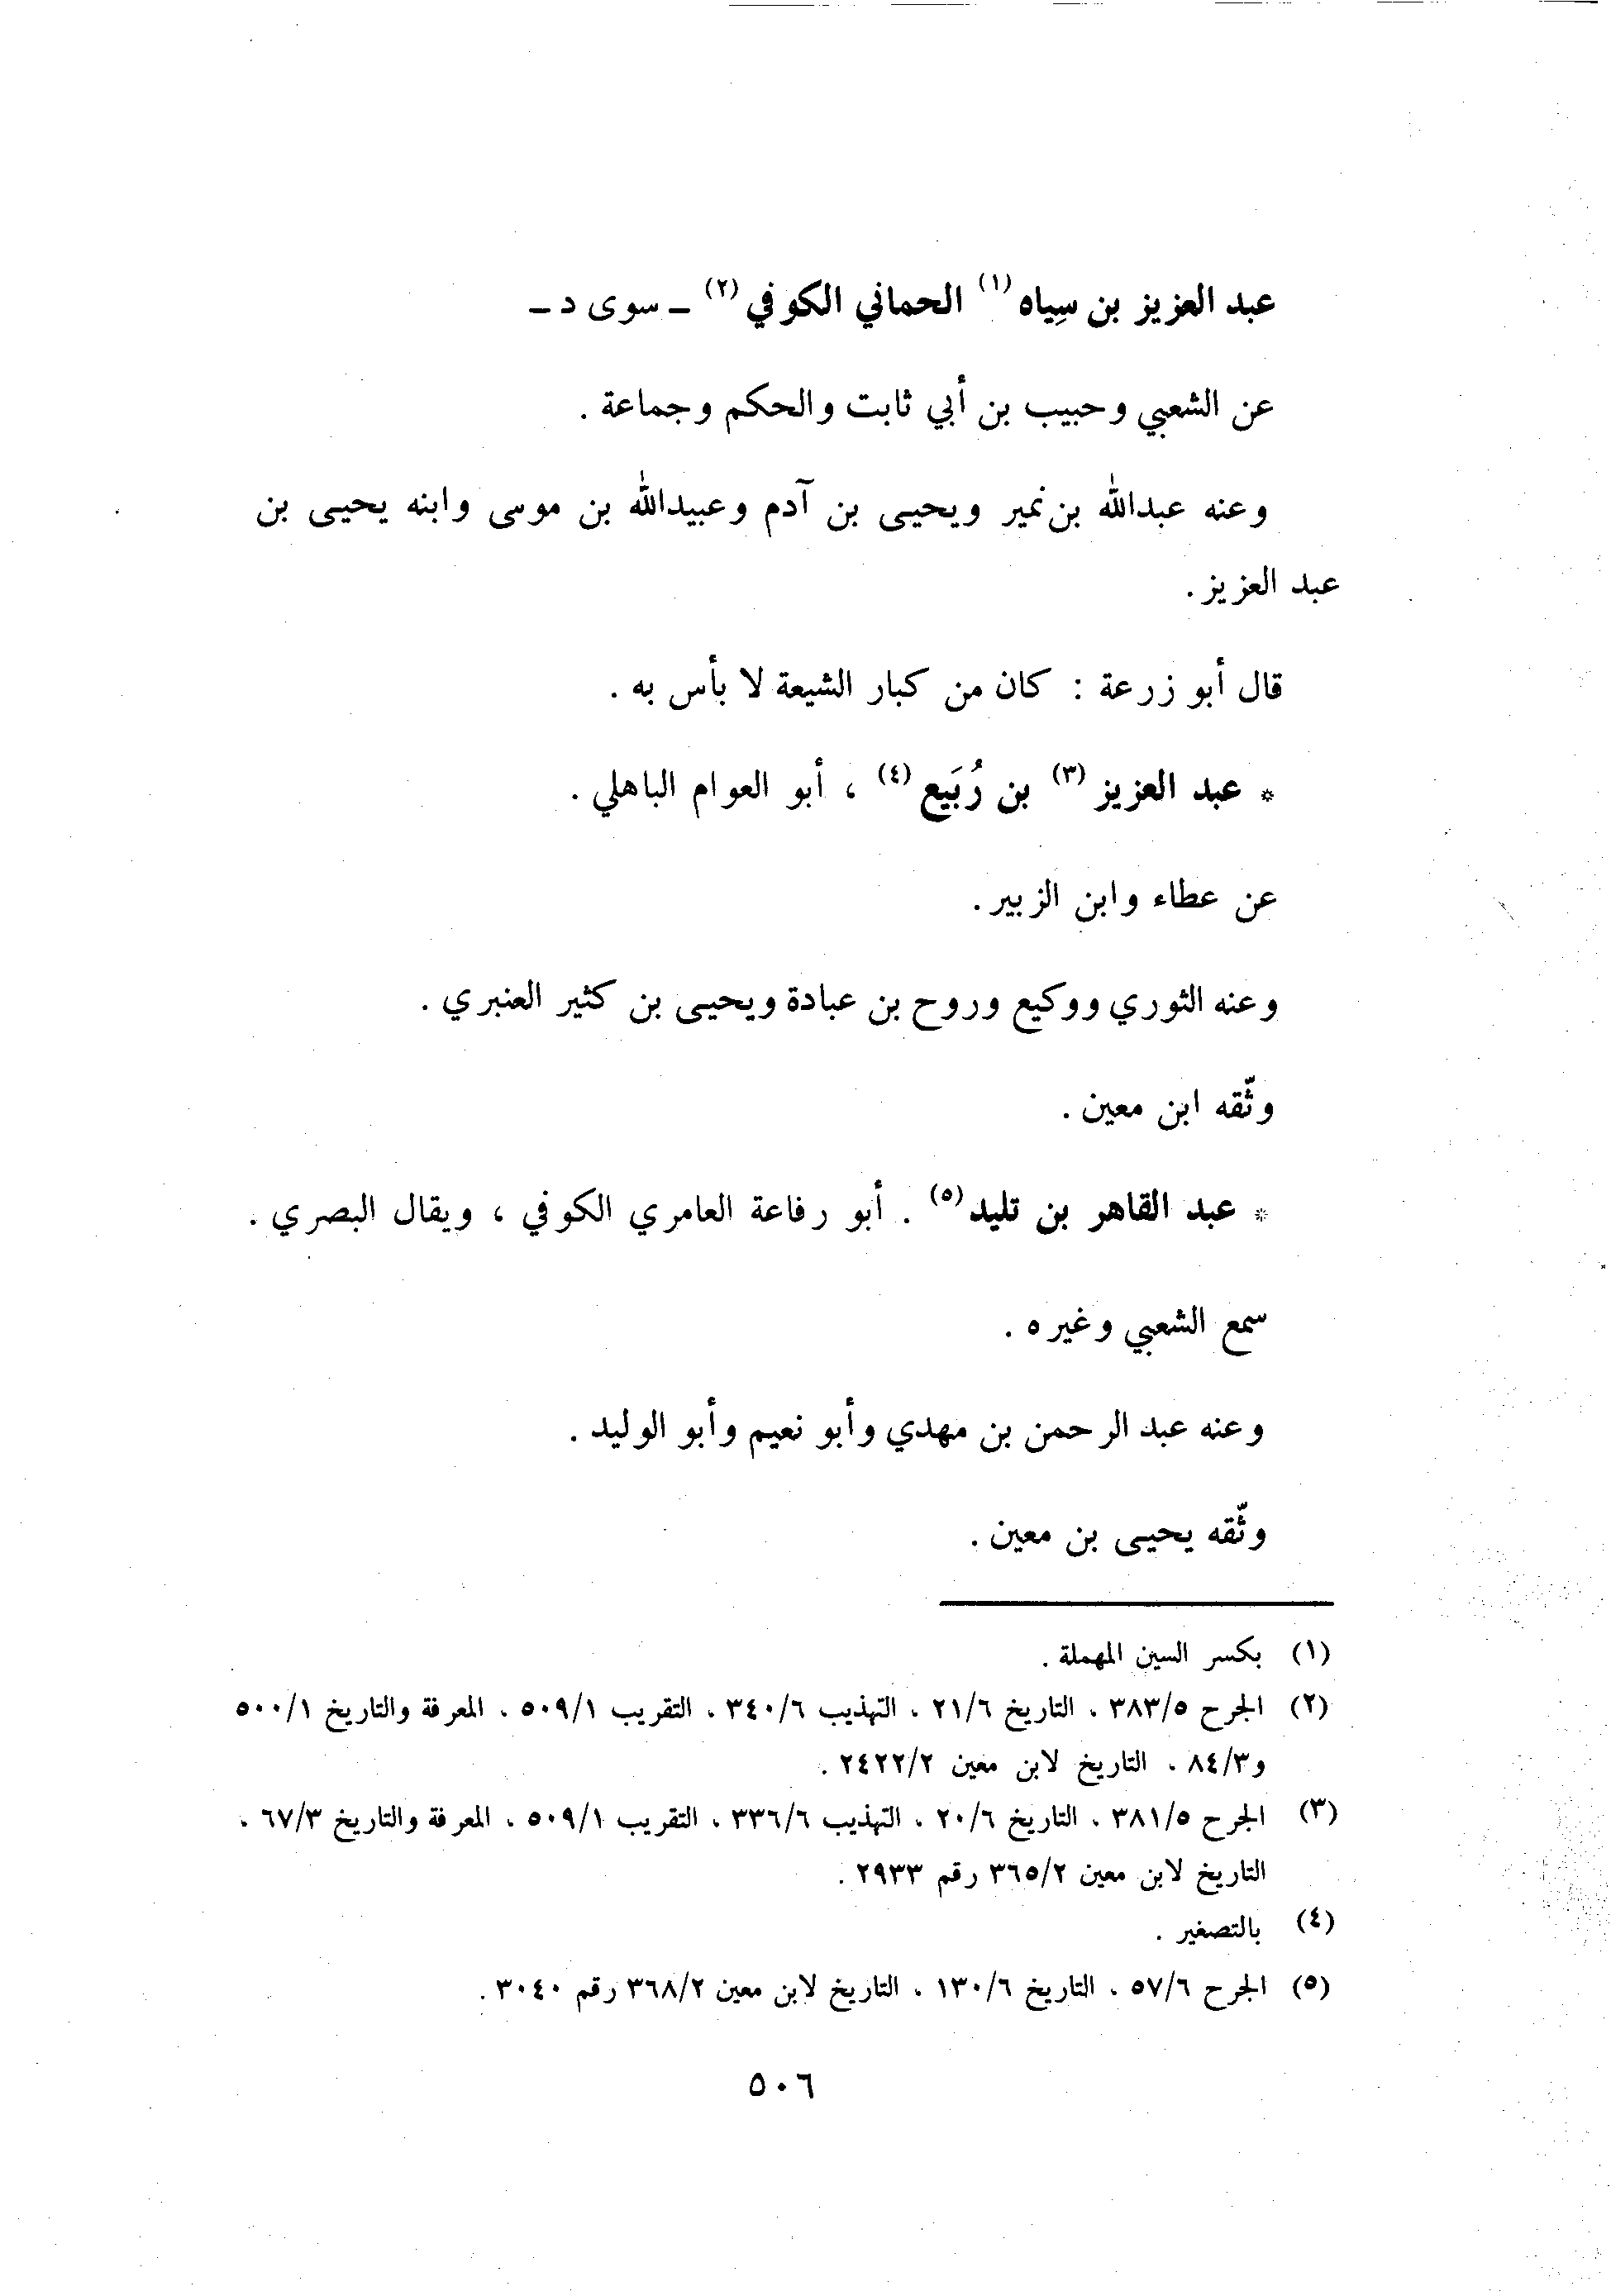 عبد العزيز بن سِياه (١) الحماني الكوفي (٢) ـ سوى د ـ
عن الشعبي وحبيب بن أبي ثابت والحكم وجماعة .
وعنه عبدالله بن نمير ويحيى بن آدم وعبيدالله بن موسى وابنه يحيى بن
عبد العزيز .
قال أبو زرعة : كان من كبار الشيعة لا بأس به .
* عبد العزيز (٣) بن رُبَيع (٤) ، أبو العوام الباهلي .
عن عطاء وابن الزبير .
وعنه الثوري ووكيع وروح بن عبادة ويحيى بن كثير العنبري .
وثّقه ابن معين .
* عبد القاهر بن تليد (٥) . أبو رفاعة العامري الكوفي ، ويقال البصري .
سمع الشعبي وغيره .
وعنه عبد الرحمن بن مهدي وأبو نعيم وأبو الوليد .
وثّقه يحيى بن معين .
(١) بكسر السين المهملة .
(٢) الجرح ٣٨٣/٥ ، التاريخ ٢١/٦ ، التهذيب ٣٤٠/٦ ، التقريب ٥٠٩/١ ، المعرفة والتاريخ ٥٠٠/١
و٨٤/٣ ، التاريخ لابن معين ٢٤٢٢/٢ .
(٣) الجرح ٣٨١/٥ ، التاريخ ٢٠/٦ ، التهذيب ٣٣٦/٦ ، التقريب ٥٠٩/١ ، المعرفة والتاريخ ٦٧/٣ ،
التاريخ لابن معين ٣٦٥/٢ رقم ٢٩٣٣ .
(٤) بالتصغير .
(٥) الجرح ٥٧/٦ ، التاريخ ١٣٠/٦ ، التاريخ لابن معين ٣٦٨/٢ رقم ٣٠٤٠ .
٥٠٦